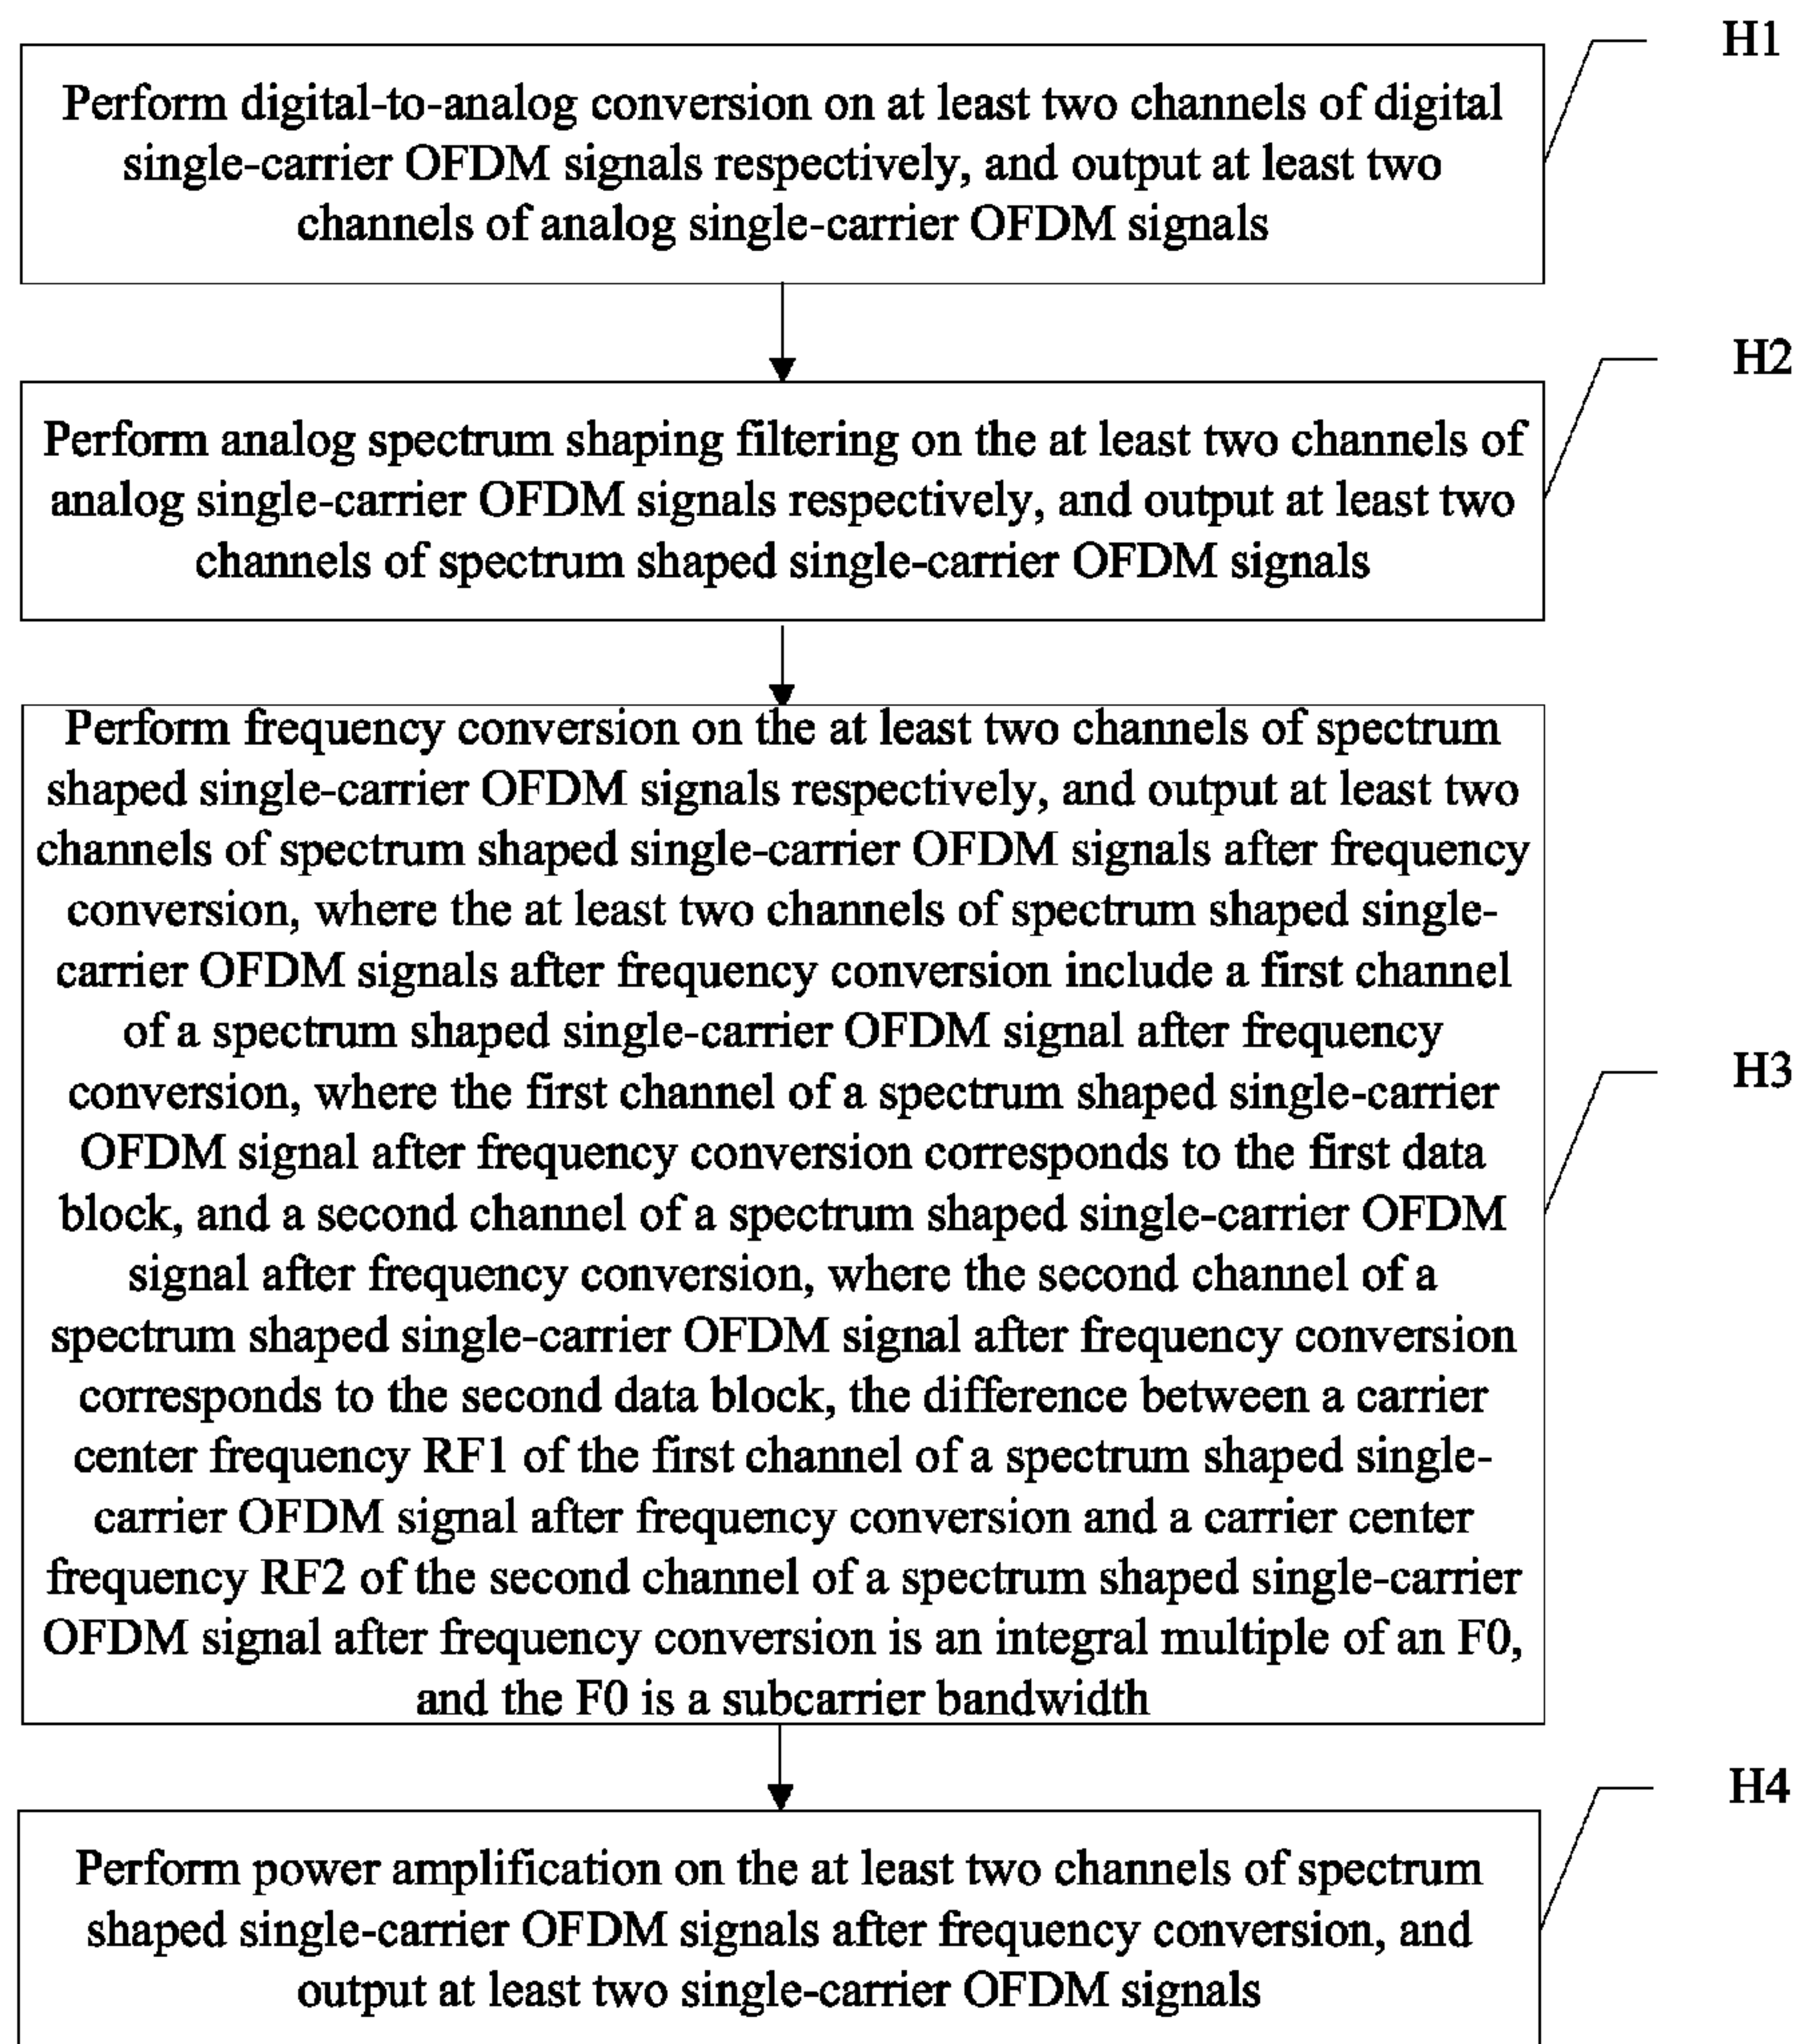 H1
Perform digital-to-analog conversion on at least two channels of digital
single-carrier OFDM signals respectively, and output at least two
channels of analog single-carrier OFDM signals
H2
Perform analog spectrum shaping filtering on the at least two channels of
analog single-carrier OFDM signals respectively, and output at least two
channels of spectrum shaped single-carrier OFDM signals
Perform frequency conversion on the at least two channels of spectrum
shaped single-carrier OFDM signals respectively, and output at least two
channels of spectrum shaped single-carrier OFDM signals after frequency
conversion, where the at least two channels of spectrum shaped single-
carrier OFDM signals after frequency conversion include a first channel
of a spectrum shaped single-carrier OFDM signal after frequency
conversion, where the first channel of a spectrum shaped single-carrier
OFDM signal after frequency conversion corresponds to the first data
block, and a second channel of a spectrum shaped single-carrier OFDM
signal after frequency conversion, where the second channel of a
spectrum shaped single-carrier OFDM signal after frequency conversion
corresponds to the second data block, the difference between a carrier
center frequency RF1 of the first channel of a spectrum shaped single-
carrier OFDM signal after frequency conversion and a carrier center
frequency RF2 of the second channel of a spectrum shaped single-carrier
OFDM signal after frequency conversion is an integral multiple of an F0,
and the F0 is a subcarrier bandwidth
H3
H4
Perform power amplification on the at least two channels of spectrum
shaped single-carrier OFDM signals after frequency conversion, and
output at least two single-carrier OFDM signals